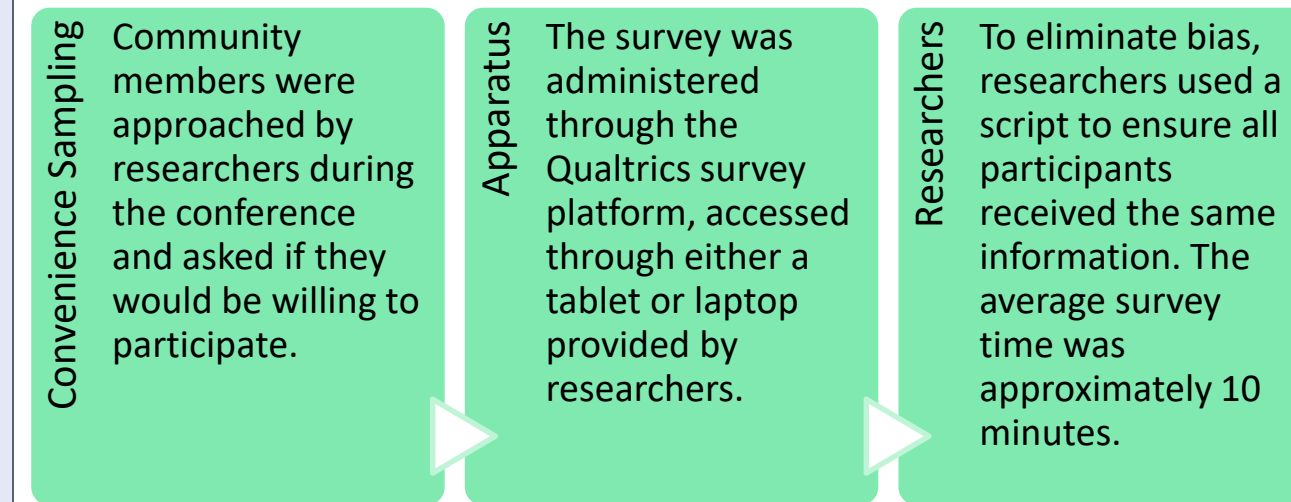 Convenience Sampling
Community
members were
approached by
researchers during
the conference
and asked if they
would be willing to
participate.
Apparatus
The survey was
administered
through the
Qualtrics survey
platform, accessed
through either a
tablet or laptop
provided by
researchers.
Researchers
To eliminate bias,
researchers used a
script to ensure all
participants
received the same
information. The
average survey
time was
approximately 10
minutes.